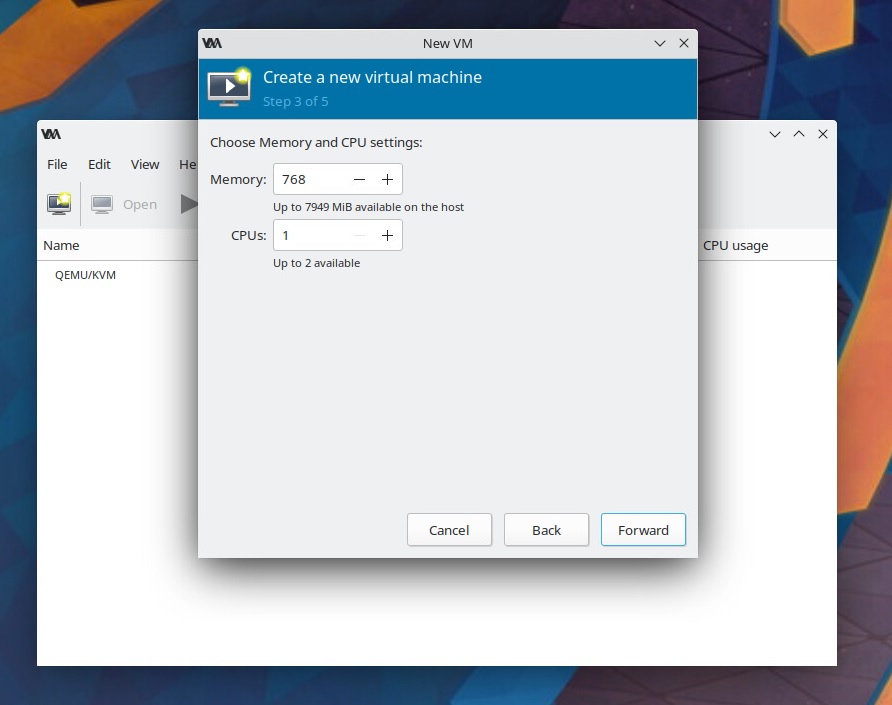 New VM
Create a new virtual machine
Step 3 of 5
File Edit View He
Open
Name CPU usage
QEMU/KVM
Choose Memory and CPU settings:
Memory: 768
Up to 7949 MiB available on the host
CPUs: 1
Up to 2 available
Cancel Back Forward